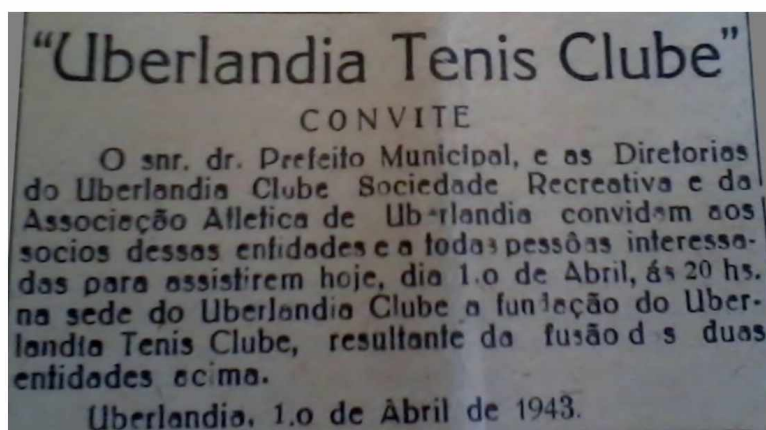 “Uberlandia Tenis Clube”
CONVITE
O snr. dr. Prefeito Municipal, e as Diretorias
do Uberlandia Clube Sociedade Recreativa e da
Associação Atletica de Ub rlandia convidam aos
socios dessas entidades e a todas pessôas interessa-
das para assistirem hoje, dia 1.o de Abril, ás 20 hs.
na sede do Uberlandia Clube a fundação do Uber-
landia Tenis Clube, resultante da fusão d s duas
entidades acima.
Uberlandia, 1.o de Abril de 1943.